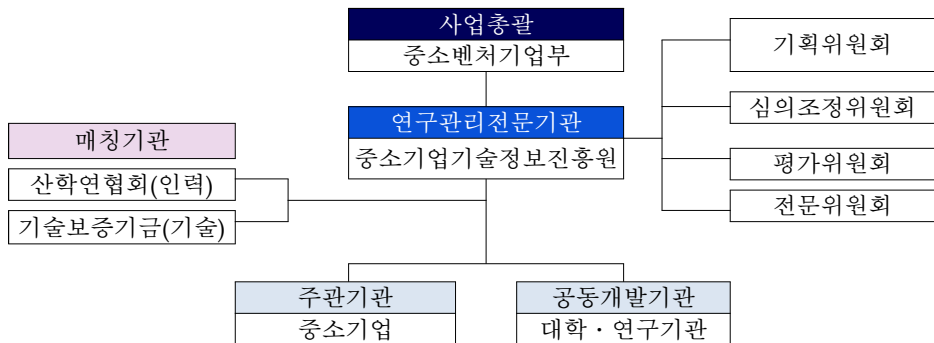 사업총괄
중소벤처기업부
기획위원회
심의조정위원회
연구관리전문기관
중소기업기술정보진흥원
매칭기관
평가위원회
산학연협회(인력)
전문위원회
기술보증기금(기술)
주관기관
중소기업
공동개발기관
대학・연구기관